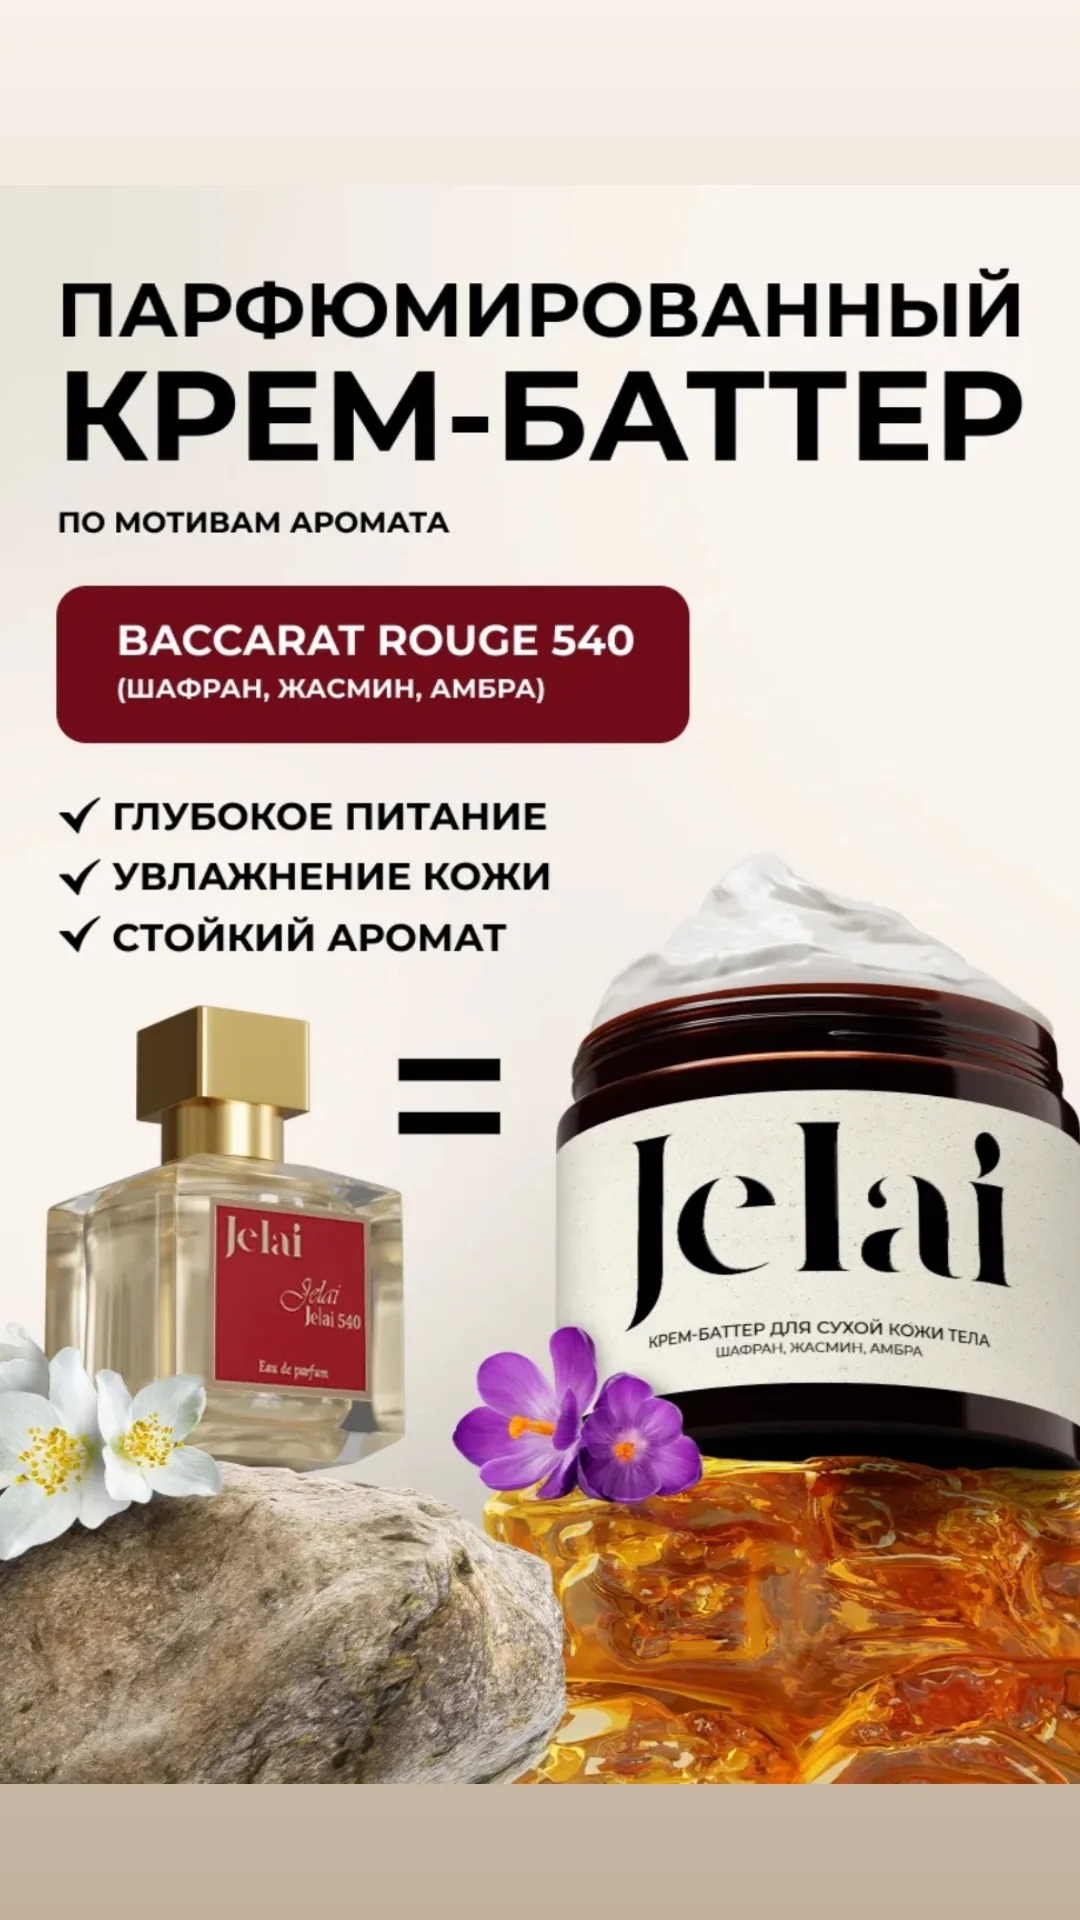 ПАРФЮМИРОВАННЫЙ
КРЕМ-БАТТЕР
ПО МОТИВАМ АРОМАТА
BACCARAT ROUGE 540
(ШАФРАН, ЖАСМИН, АМБРА)
ГЛУБОКОЕ ПИТАНИЕ
УВЛАЖНЕНИЕ КОЖИ
СТОЙКИЙ АРОМАТ
=
Jelai
Jelai
Jelai 540
Eau de parfum
Jelai
КРЕМ-БАТТЕР ДЛЯ СУХОЙ КОЖИ ТЕЛА
ШАФРАН, ЖАСМИН, АМБРА